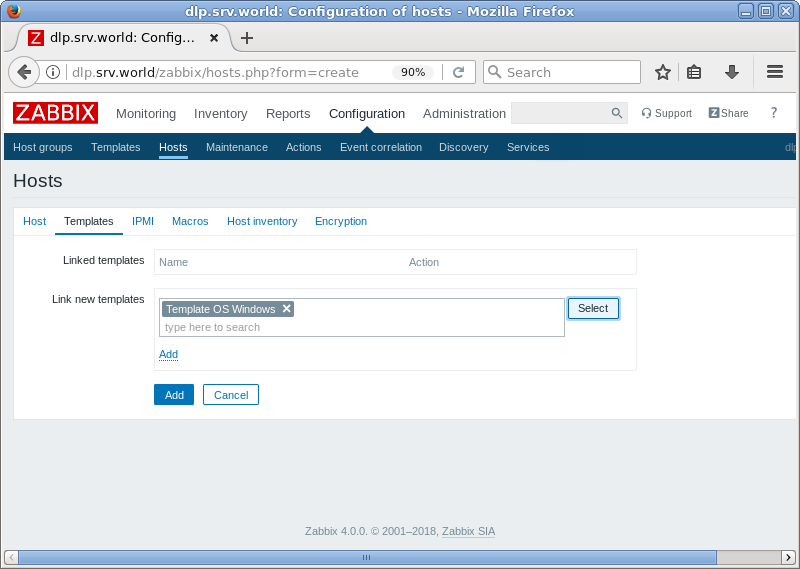 dlp.srv.world: Configuration of hosts - Mozilla Firefox
dlp.srv.world: Config...
dlp.srv.world/zabbix/hosts.php?form=create 90% Search
ZABBIX Monitoring Inventory Reports Configuration Administration Support Z Share ?
Host groups Templates Hosts Maintenance Actions Event correlation Discovery Services dlp
Hosts
Host Templates IPMI Macros Host inventory Encryption
Linked templates Name Action
Link new templates Template OS Windows Select
type here to search
Add
Add Cancel
Zabbix 4.0.0. © 2001–2018, Zabbix SIA